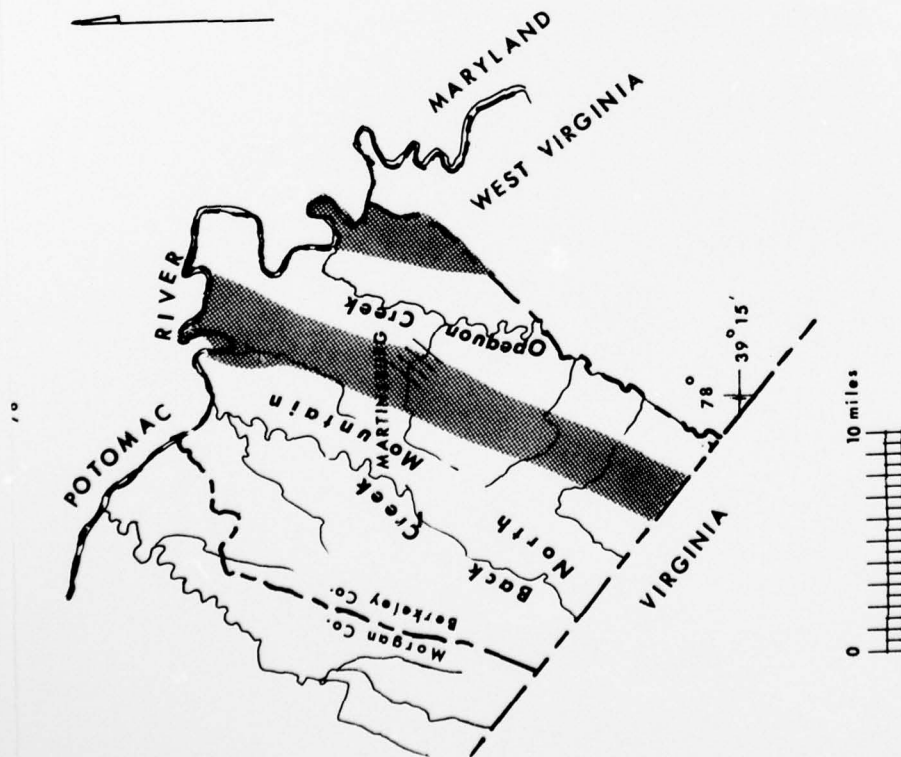 MARYLAND
WEST VIRGINIA
RIVER
POTOMAC
Opequon Creek
MARTINSBURG
North Mountain
Back Creek
Berkeley Co.
Morgan Co.
VIRGINIA
78°
39° 15'
0 10 miles